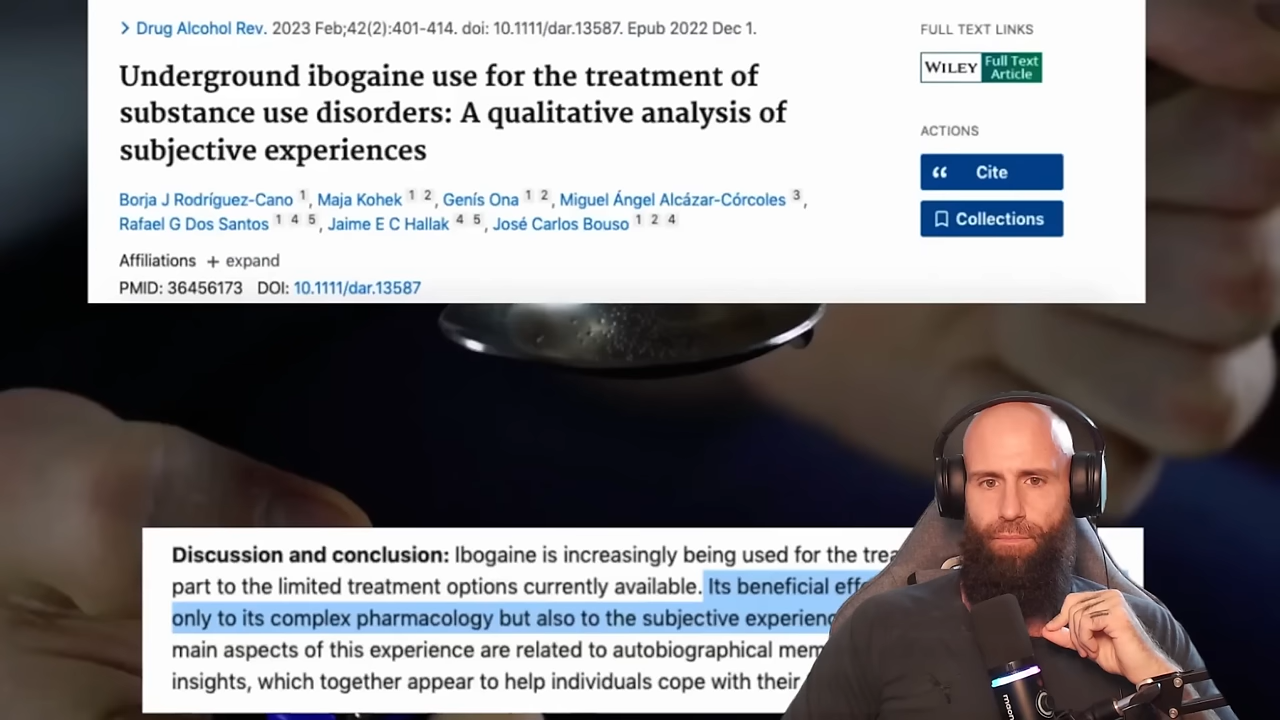 > Drug Alcohol Rev. 2023 Feb;42(2):401-414. doi: 10.1111/dar.13587. Epub 2022 Dec 1.
Underground ibogaine use for the treatment of
substance use disorders: A qualitative analysis of
subjective experiences
Borja J Rodríguez-Cano 1, Maja Kohek 1 2, Genís Ona 1 2, Miguel Ángel Alcázar-Córcoles 3,
Rafael G Dos Santos 1 4 5, Jaime E C Hallak 4 5, José Carlos Bouso 1 2 4
Affiliations + expand
PMID: 36456173 DOI: 10.1111/dar.13587
FULL TEXT LINKS
WILEY Full Text
Article
ACTIONS
Cite
Collections
Discussion and conclusion: Ibogaine is increasingly being used for the
part to the limited treatment options currently available. Its beneficial
only to its complex pharmacology but also to the subjective
main aspects of this experience are related to autobiographical
insights, which together appear to help individuals cope with their
moon